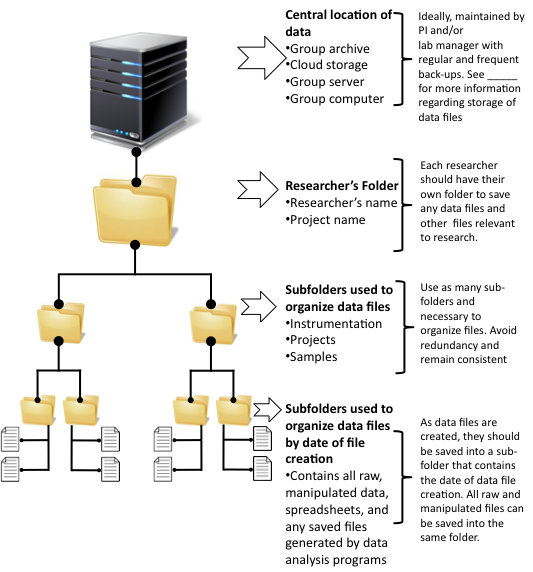 Central location of
data
•Group archive
•Cloud storage
•Group server
•Group computer
Ideally, maintained by
PI and/or
lab manager with
regular and frequent
back-ups. See _____
for more information
regarding storage of
data files
Researcher’s Folder
•Researcher’s name
•Project name
Each researcher
should have their
own folder to save
any data files and
other files relevant
to research.
Subfolders used to
organize data files
•Instrumentation
•Projects
•Samples
Use as many sub-
folders and
necessary to
organize files. Avoid
redundancy and
remain consistent
Subfolders used to
organize data files
by date of file
creation
•Contains all raw,
manipulated data,
spreadsheets, and
any saved files
generated by data
analysis programs
As data files are
created, they should
be saved into a sub-
folder that contains
the date of data file
creation. All raw and
manipulated files can
be saved into the
same folder.